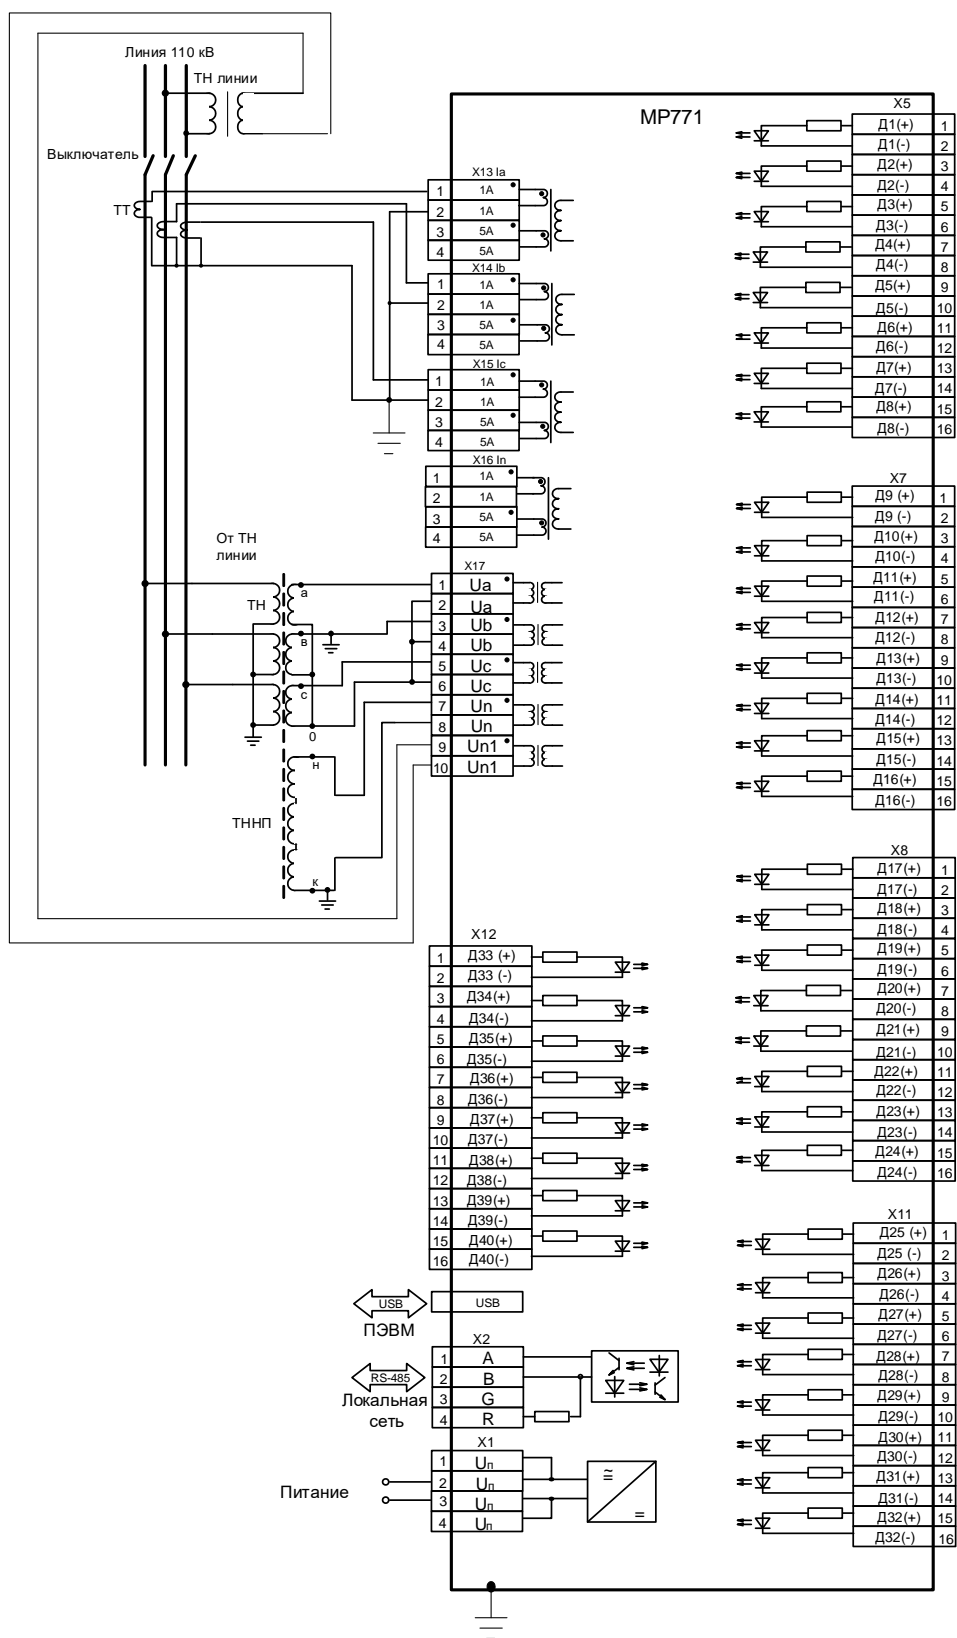 Линия 110 кВ
ТН линии
Выключатель
ТТ
МР771
X13 Ia
1 1А
2 1А
3 5А
4 5А
X14 Ib
1 1А
2 1А
3 5А
4 5А
X15 Ic
1 1А
2 1А
3 5А
4 5А
X16 In
1 1А
2 1А
3 5А
4 5А
От ТН
линии
ТН
а
в
с
0
н
ТННП
к
X17
1 Ua
2 Ua
3 Ub
4 Ub
5 Uc
6 Uc
7 Un
8 Un
9 Un1
10 Un1
X12
1 Д33 (+)
2 Д33 (-)
3 Д34(+)
4 Д34(-)
5 Д35(+)
6 Д35(-)
7 Д36(+)
8 Д36(-)
9 Д37(+)
10 Д37(-)
11 Д38(+)
12 Д38(-)
13 Д39(+)
14 Д39(-)
15 Д40(+)
16 Д40(-)
USB USB
ПЭВМ
X2
1 A
2 B
3 G
4 R
RS-485
Локальная
сеть
X1
1 Uп
2 Uп
3 Uп
4 Uп
Питание
≅
=
X5
Д1(+) 1
Д1(-) 2
Д2(+) 3
Д2(-) 4
Д3(+) 5
Д3(-) 6
Д4(+) 7
Д4(-) 8
Д5(+) 9
Д5(-) 10
Д6(+) 11
Д6(-) 12
Д7(+) 13
Д7(-) 14
Д8(+) 15
Д8(-) 16
X7
Д9 (+) 1
Д9 (-) 2
Д10(+) 3
Д10(-) 4
Д11(+) 5
Д11(-) 6
Д12(+) 7
Д12(-) 8
Д13(+) 9
Д13(-) 10
Д14(+) 11
Д14(-) 12
Д15(+) 13
Д15(-) 14
Д16(+) 15
Д16(-) 16
X8
Д17(+) 1
Д17(-) 2
Д18(+) 3
Д18(-) 4
Д19(+) 5
Д19(-) 6
Д20(+) 7
Д20(-) 8
Д21(+) 9
Д21(-) 10
Д22(+) 11
Д22(-) 12
Д23(+) 13
Д23(-) 14
Д24(+) 15
Д24(-) 16
X11
Д25 (+) 1
Д25 (-) 2
Д26(+) 3
Д26(-) 4
Д27(+) 5
Д27(-) 6
Д28(+) 7
Д28(-) 8
Д29(+) 9
Д29(-) 10
Д30(+) 11
Д30(-) 12
Д31(+) 13
Д31(-) 14
Д32(+) 15
Д32(-) 16